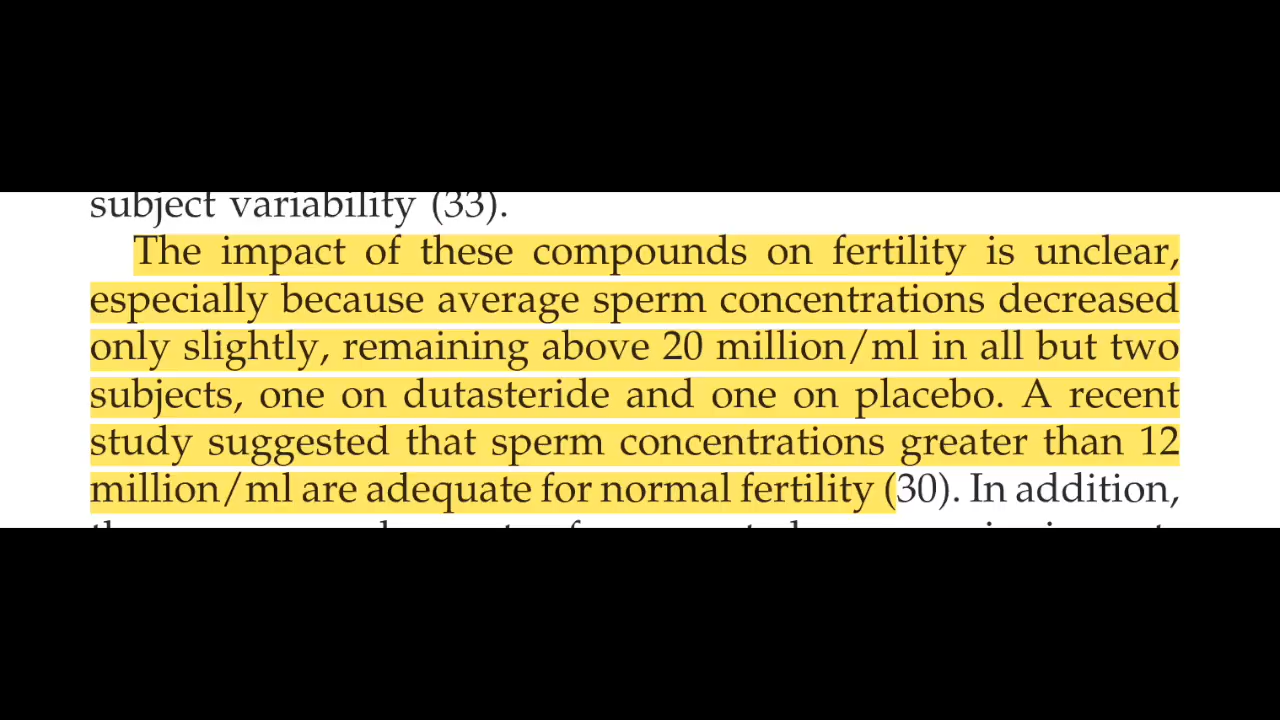 subject variability (33).
The impact of these compounds on fertility is unclear,
especially because average sperm concentrations decreased
only slightly, remaining above 20 million/ml in all but two
subjects, one on dutasteride and one on placebo. A recent
study suggested that sperm concentrations greater than 12
million/ml are adequate for normal fertility (30). In addition,